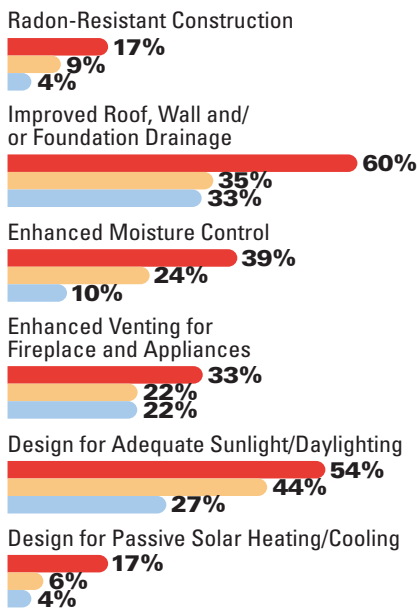 Radon-Resistant Construction
17%
9%
4%
Improved Roof, Wall and/
or Foundation Drainage
60%
35%
33%
Enhanced Moisture Control
39%
24%
10%
Enhanced Venting for
Fireplace and Appliances
33%
22%
22%
Design for Adequate Sunlight/Daylighting
54%
44%
27%
Design for Passive Solar Heating/Cooling
17%
6%
4%